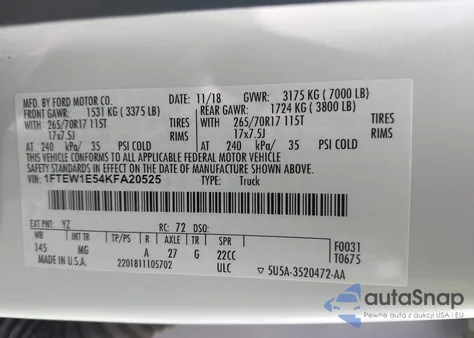 MFD. BY FORD MOTOR CO. DATE: 11/18 GVWR: 3175 KG (7000 LB)
FRONT GAWR: 1531 KG (3375 LB) REAR GAWR: 1724 KG (3800 LB)
WITH 265/70R17 115T TIRES WITH 265/70R17 115T TIRES
17x7.5J RIMS 17x7.5J RIMS
AT 240 kPa/ 35 PSI COLD AT 240 kPa/ 35 PSI COLD
THIS VEHICLE CONFORMS TO ALL APPLICABLE FEDERAL MOTOR VEHICLE
SAFETY STANDARDS IN EFFECT ON THE DATE OF MANUFACTURE SHOWN ABOVE.
VIN: 1FTEW1E54KFA20525 TYPE: Truck
EXT PNT: YZ RC: 72 DSO:
WB INT TR TP/PS R AXLE TR SPR F0031
145 MG A 27 G 22CC T0675
MADE IN U.S.A. 2201811105702 ULC ▽ 5U5A-3520472-AA
autoSnap
Pewne auta z aukcji w USA i EU